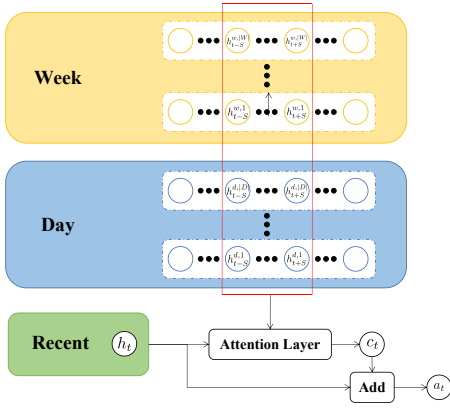 h_{t-S}^{w,|W|} h_{t+S}^{w,|W|}
Week
h_{t-S}^{w,1} h_{t+S}^{w,1}
h_{t-S}^{d,|D|} h_{t+S}^{d,|D|}
Day
h_{t-S}^{d,1} h_{t+S}^{d,1}
Recent h_t Attention Layer c_t
Add a_t